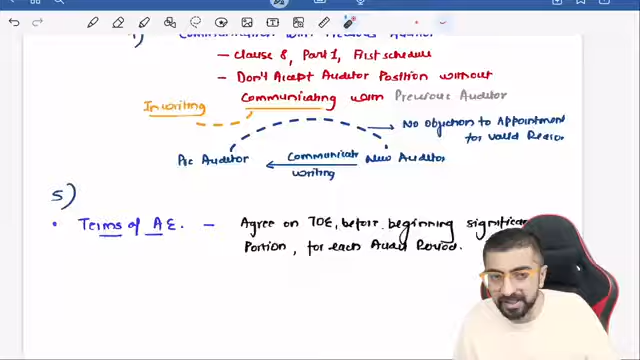 Communication with Previous Auditor
- Clause 8, Part 1, First schedule
- Don't Accept Auditor Position without
Communicating with Previous Auditor
In writing
No objection to Appointment
for valid Reason
Pre Auditor
Communicate
New Auditor
writing
5)
• Terms of AE. - Agree on TOE, before beginning
Portion, for each Audit Period.